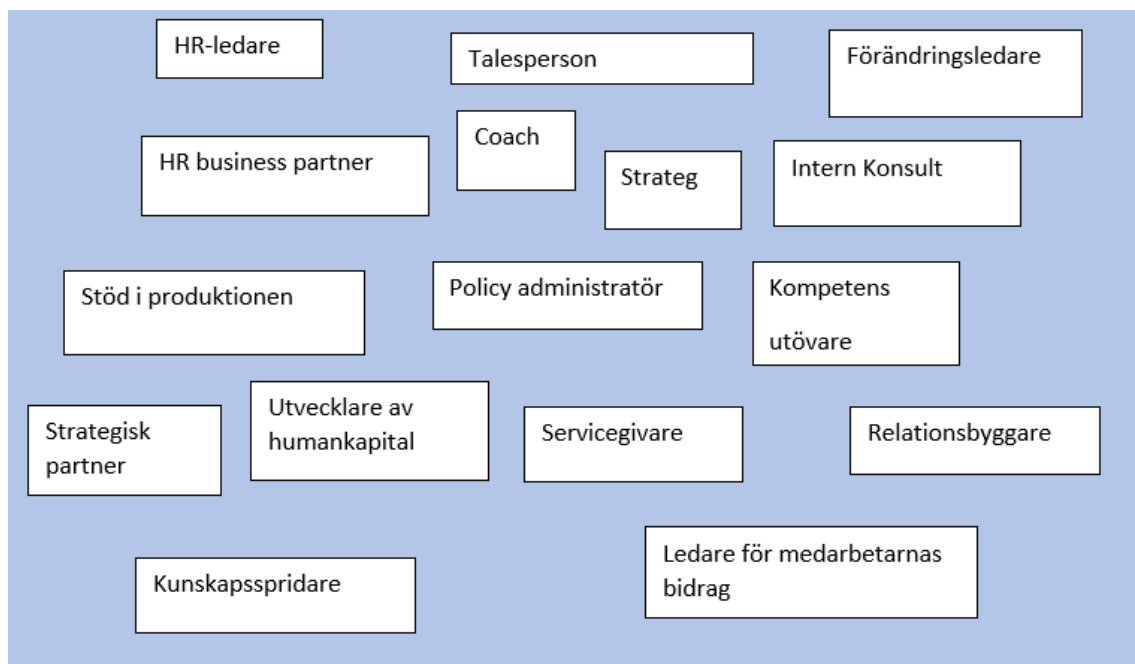 HR-ledare
Talesperson
Förändringsledare
HR business partner
Coach
Strateg
Intern Konsult
Stöd i produktionen
Policy administratör
Kompetens
utövare
Strategisk
partner
Utvecklare av
humankapital
Servicegivare
Relationsbyggare
Kunskapsspridare
Ledare för medarbetarnas
bidrag